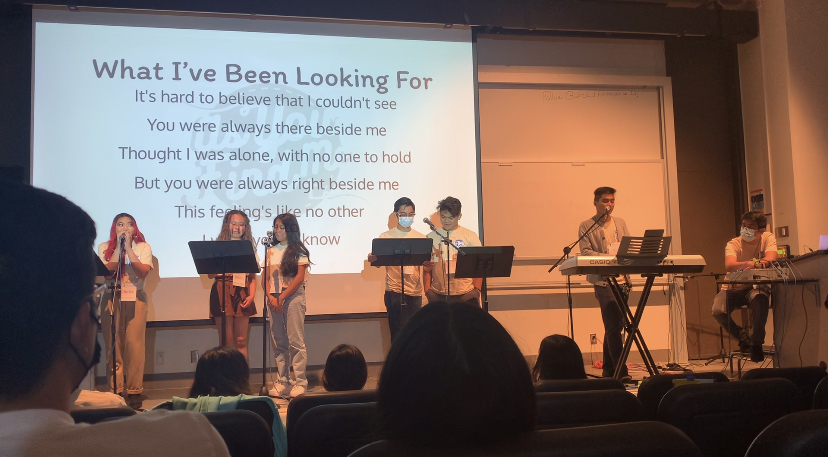 What I've Been Looking For
It's hard to believe that I couldn't see
You were always there beside me
Thought I was alone, with no one to hold
But you were always right beside me
This feeling's like no other
know
CASIO